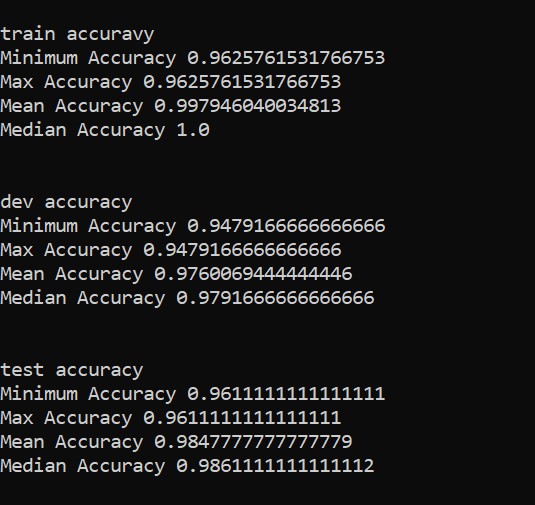 train accuravy
Minimum Accuracy 0.9625761531766753
Max Accuracy 0.9625761531766753
Mean Accuracy 0.997946040034813
Median Accuracy 1.0
dev accuracy
Minimum Accuracy 0.9479166666666666
Max Accuracy 0.9479166666666666
Mean Accuracy 0.9760069444444446
Median Accuracy 0.9791666666666666
test accuracy
Minimum Accuracy 0.9611111111111111
Max Accuracy 0.9611111111111111
Mean Accuracy 0.9847777777777779
Median Accuracy 0.9861111111111112